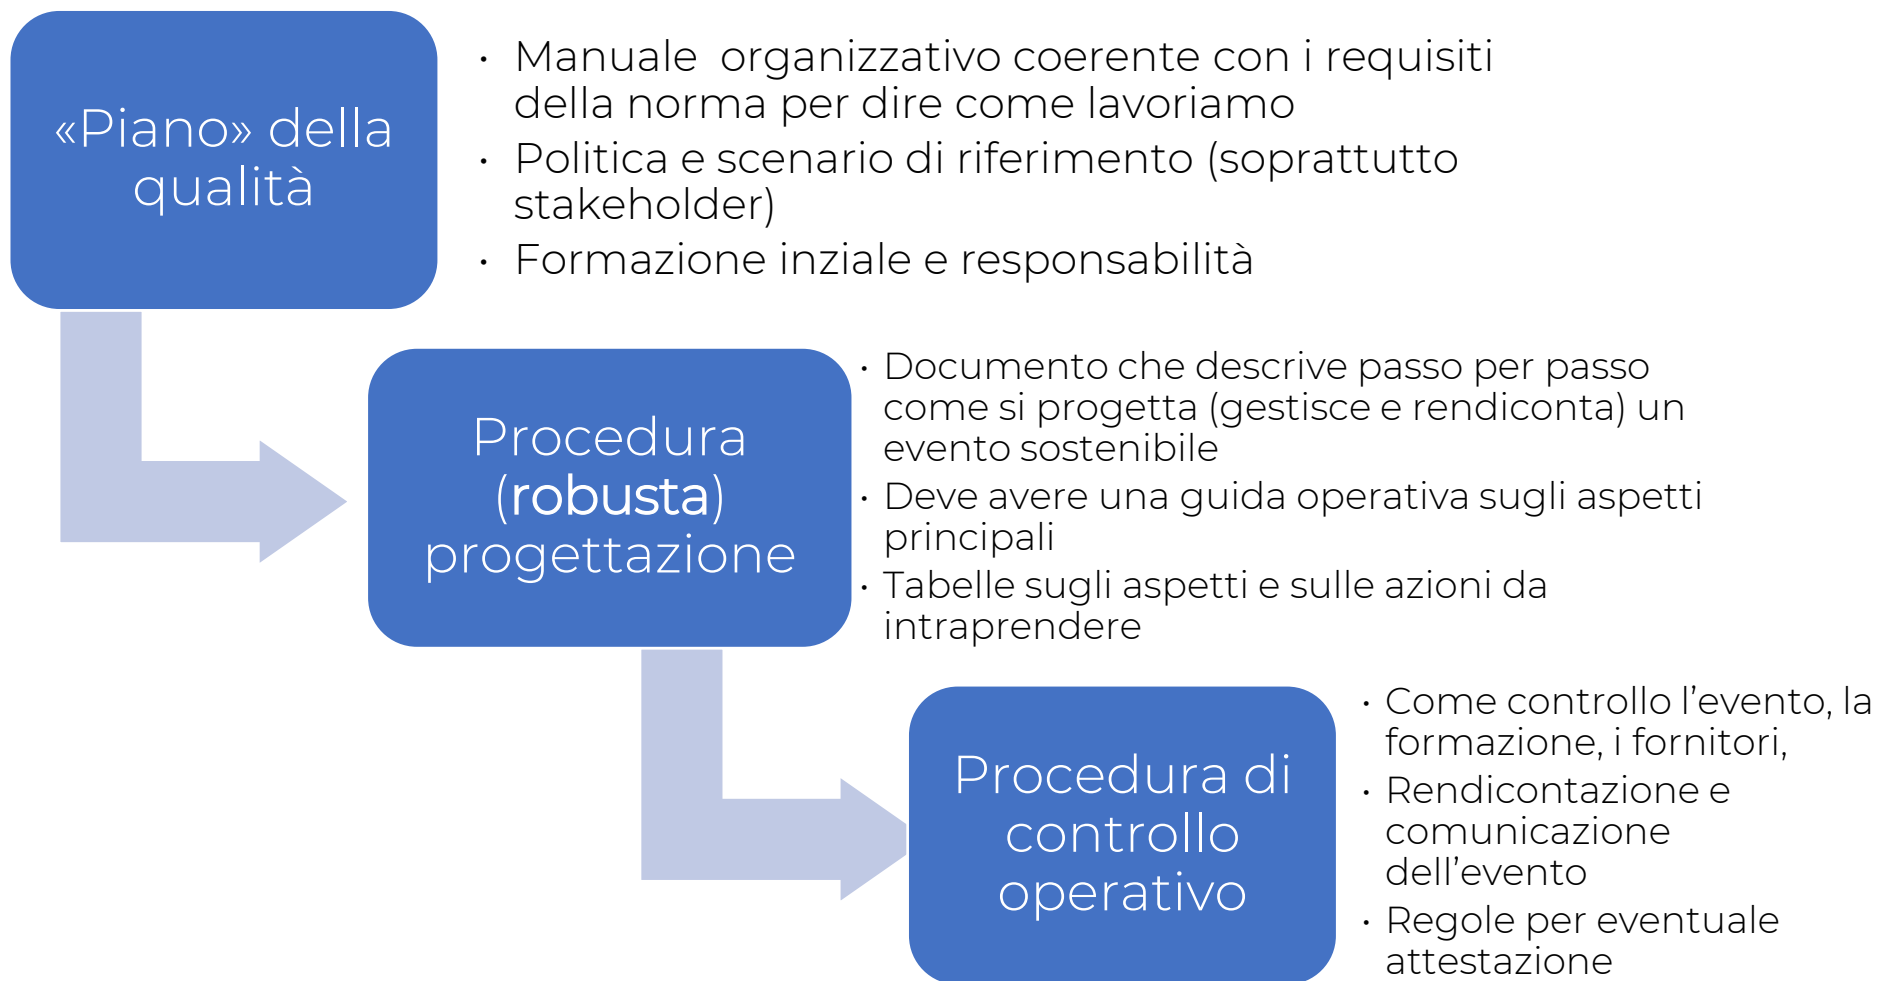 «Piano» della
qualità
• Manuale organizzativo coerente con i requisiti
della norma per dire come lavoriamo
• Politica e scenario di riferimento (soprattutto
stakeholder)
• Formazione inziale e responsabilità
Procedura
(robusta)
progettazione
• Documento che descrive passo per passo
come si progetta (gestisce e rendiconta) un
evento sostenibile
• Deve avere una guida operativa sugli aspetti
principali
• Tabelle sugli aspetti e sulle azioni da
intraprendere
Procedura di
controllo
operativo
• Come controllo l’evento, la
formazione, i fornitori,
• Rendicontazione e
comunicazione
dell’evento
• Regole per eventuale
attestazione